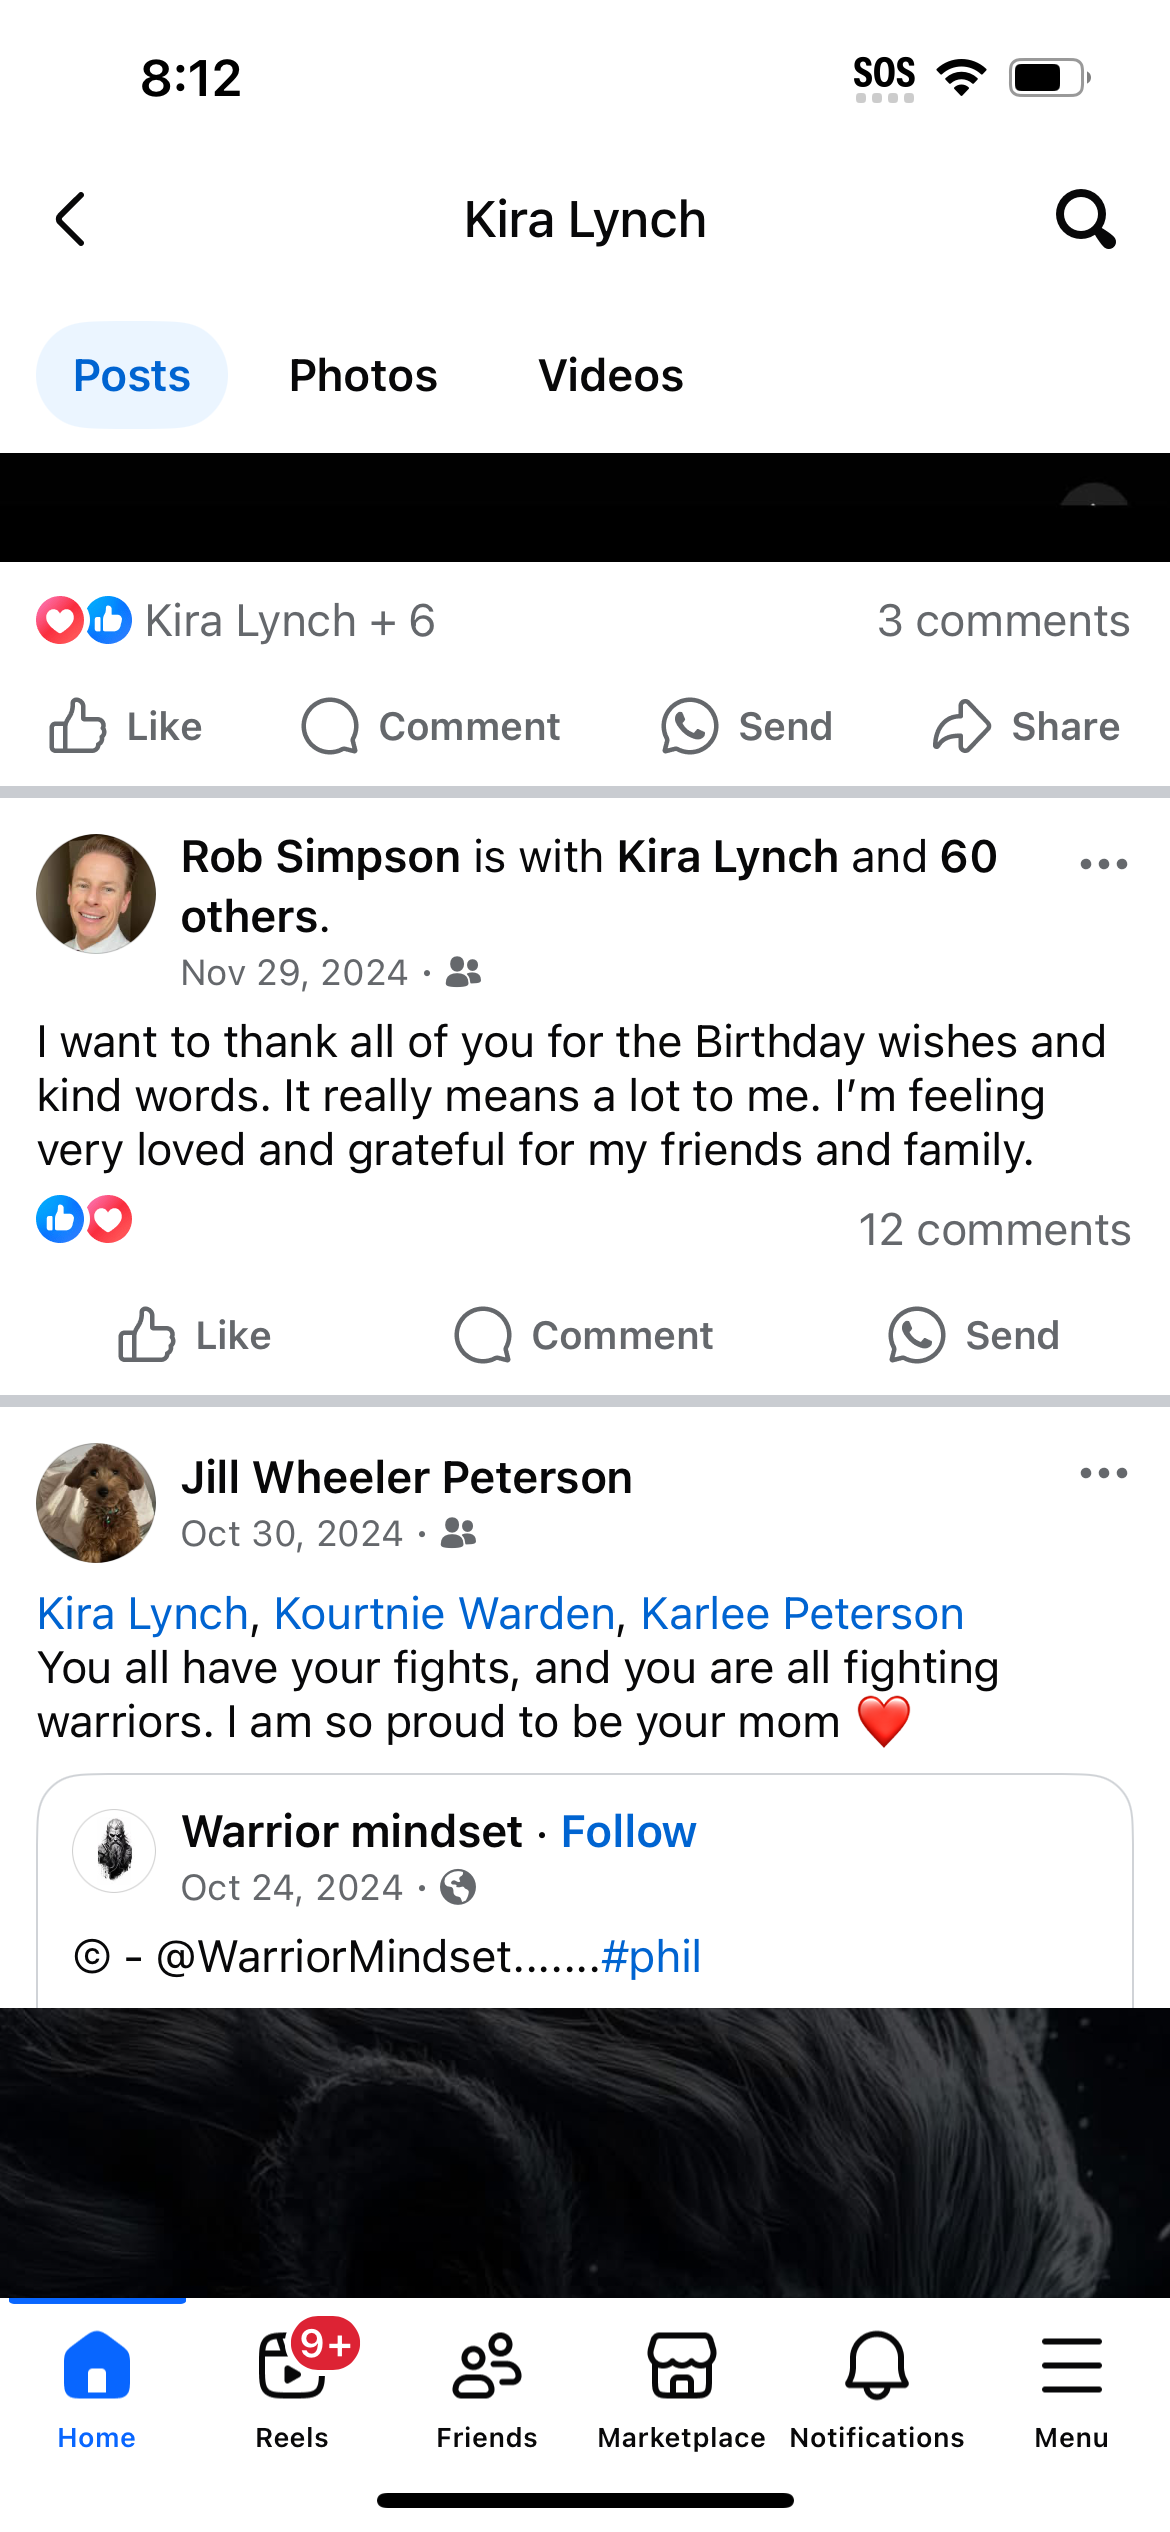 8:12
SOS
Kira Lynch
Posts
Photos
Videos
Kira Lynch + 6
3 comments
Like
Comment
Send
Share
Rob Simpson is with Kira Lynch and 60
others.
Nov 29, 2024 ·
I want to thank all of you for the Birthday wishes and
kind words. It really means a lot to me. I’m feeling
very loved and grateful for my friends and family.
12 comments
Like
Comment
Send
Jill Wheeler Peterson
Oct 30, 2024 ·
Kira Lynch, Kourtnie Warden, Karlee Peterson
You all have your fights, and you are all fighting
warriors. I am so proud to be your mom ❤️
Warrior mindset · Follow
Oct 24, 2024 ·
© - @WarriorMindset.......#phil
9+
Home
Reels
Friends
Marketplace
Notifications
Menu